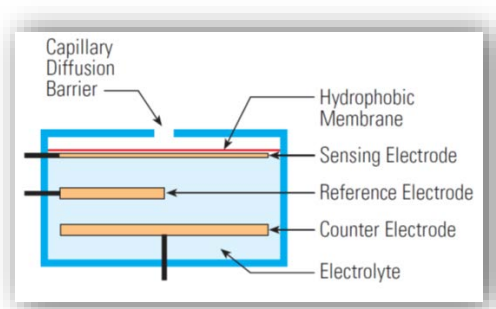 Capillary
Diffusion
Barrier
Hydrophobic
Membrane
Sensing Electrode
Reference Electrode
Counter Electrode
Electrolyte